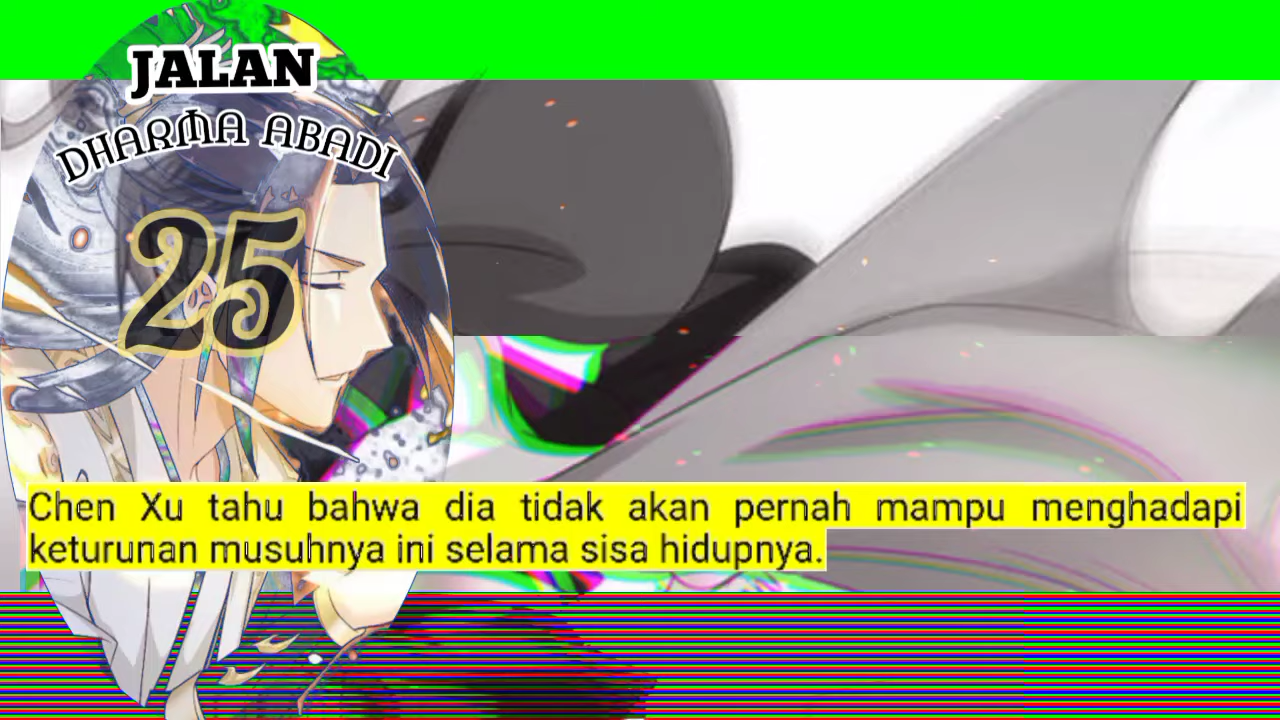 JALAN
DHARMA ABADI
25
Chen Xu tahu bahwa dia tidak akan pernah mampu menghadapi
keturunan musuhnya ini selama sisa hidupnya.